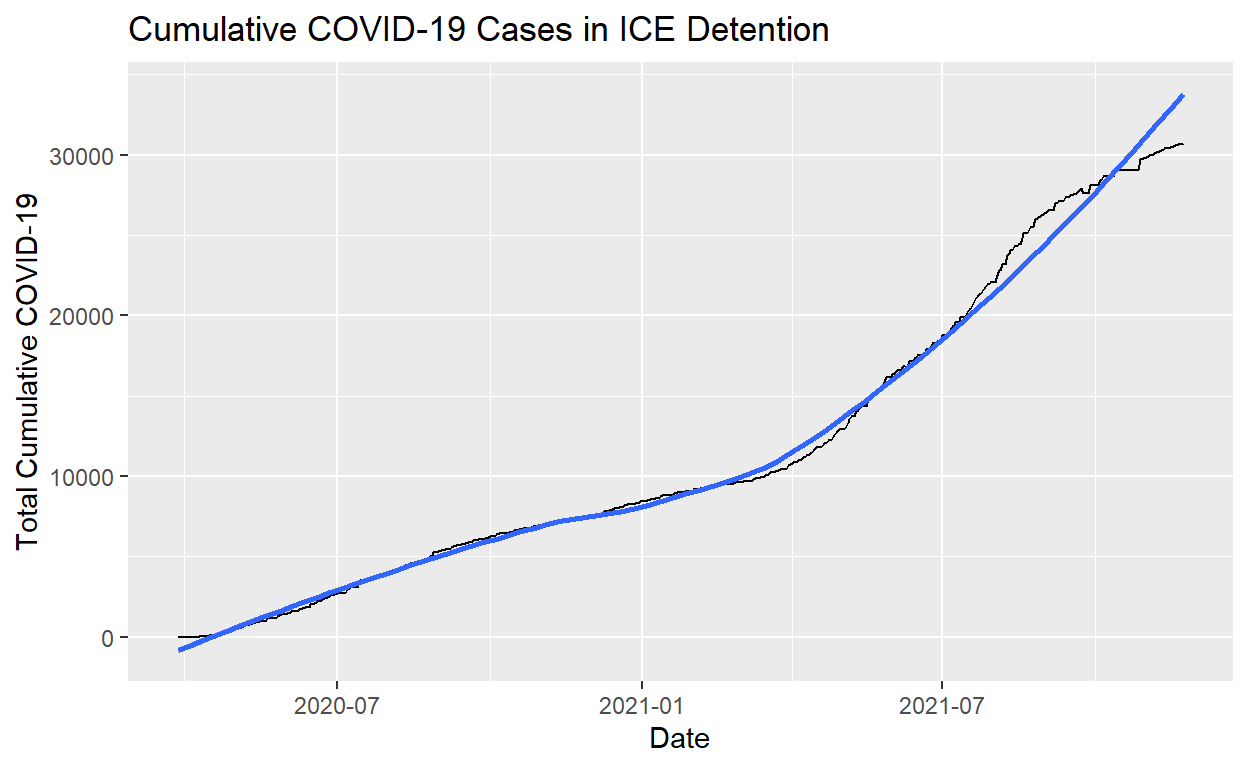 Cumulative COVID-19 Cases in ICE Detention
Total Cumulative COVID-19
30000
20000
10000
0
2020-07
2021-01
2021-07
Date